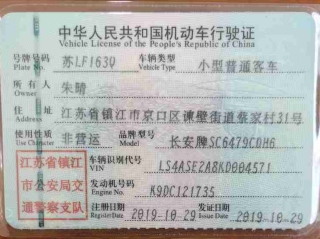 中华人民共和国机动车行驶证
Vehicle License of the People's Republic of China
号牌号码 苏LF163Q 车辆类型 小型普通客车
Plate No. Vehicle Type
所有人 朱晴
Owner
住址 江苏省镇江市京口区谏壁街道蔡家村31号
Address
使用性质 非营运 品牌型号 长安牌SC6479CDH6
Use Character Model
江苏省镇江市公安局交通警察支队
车辆识别代号 LS4ASE2A8KD004571
VIN
发动机号码 K9DC121735
Engine No.
注册日期 2019-10-29 发证日期 2019-10-29
Register Date Issue Date